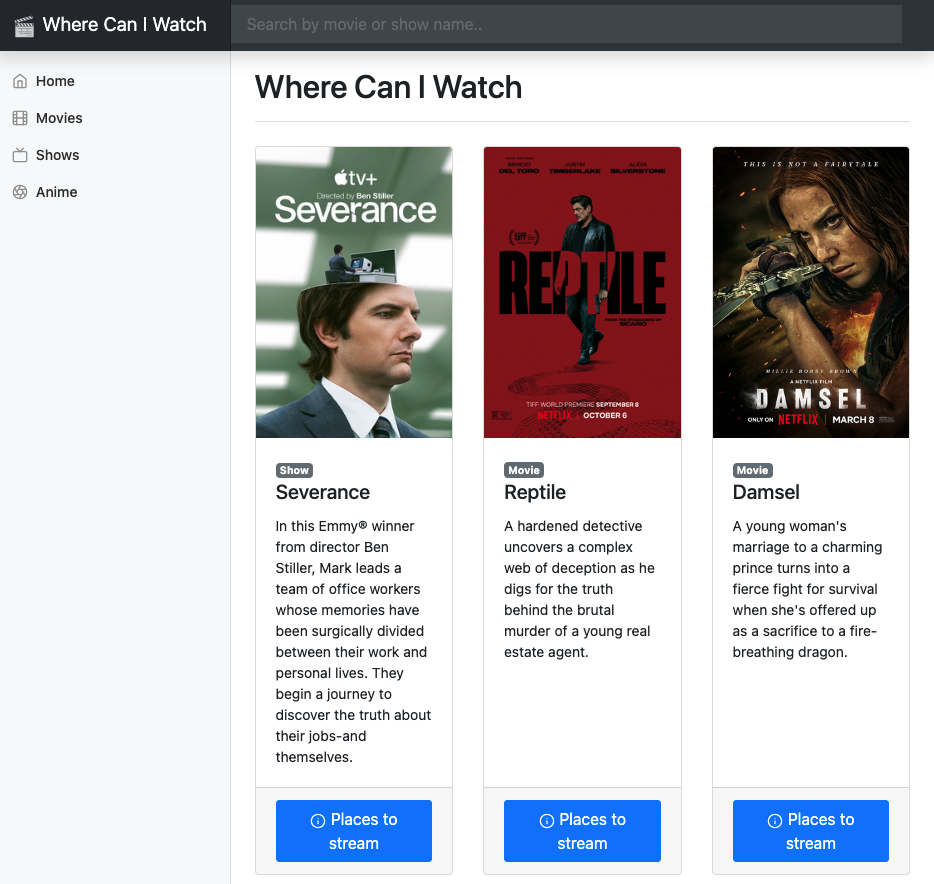 Where Can I Watch
Search by movie or show name..
Home
Movies
Shows
Anime
Where Can I Watch
tv+
Directed by Ben Stiller
Severance
BENICIO DEL TORO
JUSTIN TIMBERLAKE
ALICIA SILVERSTONE
tiff
REPTILE
FROM THE PRODUCERS OF
SICARIO
TIFF WORLD PREMIERE SEPTEMBER 8
NETFLIX | OCTOBER 6
THIS IS NOT A FAIRYTALE
MILLIE BOBBY BROWN
A NETFLIX FILM
DAMSEL
ONLY ON NETFLIX | MARCH 8
Show
Severance
In this Emmy® winner
from director Ben
Stiller, Mark leads a
team of office workers
whose memories have
been surgically divided
between their work and
personal lives. They
begin a journey to
discover the truth about
their jobs-and
themselves.
Places to
stream
Movie
Reptile
A hardened detective
uncovers a complex
web of deception as he
digs for the truth
behind the brutal
murder of a young real
estate agent.
Places to
stream
Movie
Damsel
A young woman's
marriage to a charming
prince turns into a
fierce fight for survival
when she's offered up
as a sacrifice to a fire-
breathing dragon.
Places to
stream